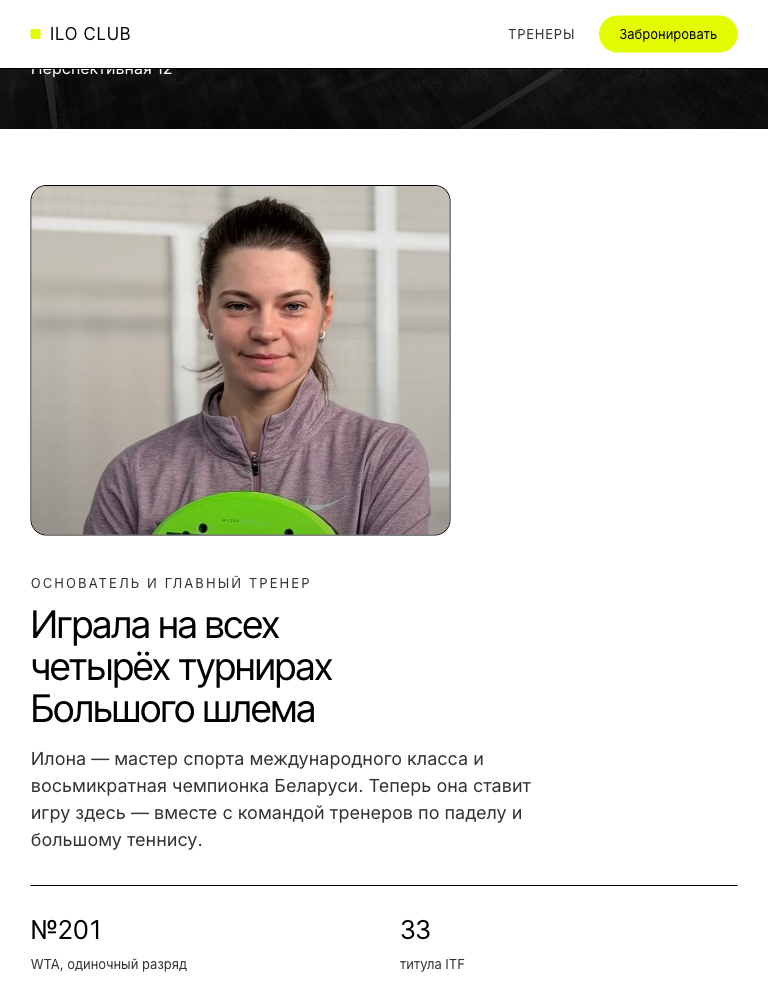 ILO CLUB
ТРЕНЕРЫ
Забронировать
Перспективная 12
WILSON
ОСНОВАТЕЛЬ И ГЛАВНЫЙ ТРЕНЕР
Играла на всех
четырёх турнирах
Большого шлема
Илона — мастер спорта международного класса и
восьмикратная чемпионка Беларуси. Теперь она ставит
игру здесь — вместе с командой тренеров по паделу и
большому теннису.
№201
33
WTA, одиночный разряд
титула ITF